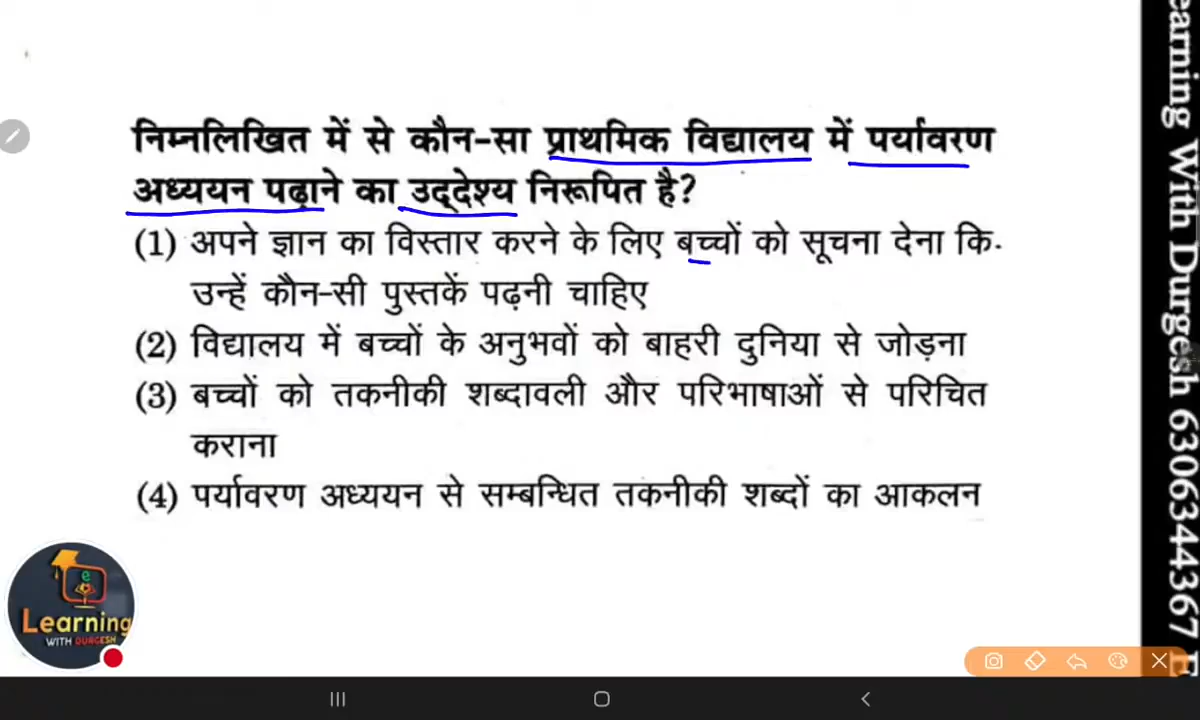 निम्नलिखित में से कौन-सा प्राथमिक विद्यालय में पर्यावरण
अध्ययन पढ़ाने का उद्देश्य निरूपित है?
(1) अपने ज्ञान का विस्तार करने के लिए बच्चों को सूचना देना कि
उन्हें कौन-सी पुस्तकें पढ़नी चाहिए
(2) विद्यालय में बच्चों के अनुभवों को बाहरी दुनिया से जोड़ना
(3) बच्चों को तकनीकी शब्दावली और परिभाषाओं से परिचित
कराना
(4) पर्यावरण अध्ययन से सम्बन्धित तकनीकी शब्दों का आकलन
e
Learning
WITH DURGESH
earning With Durgesh 6306344367